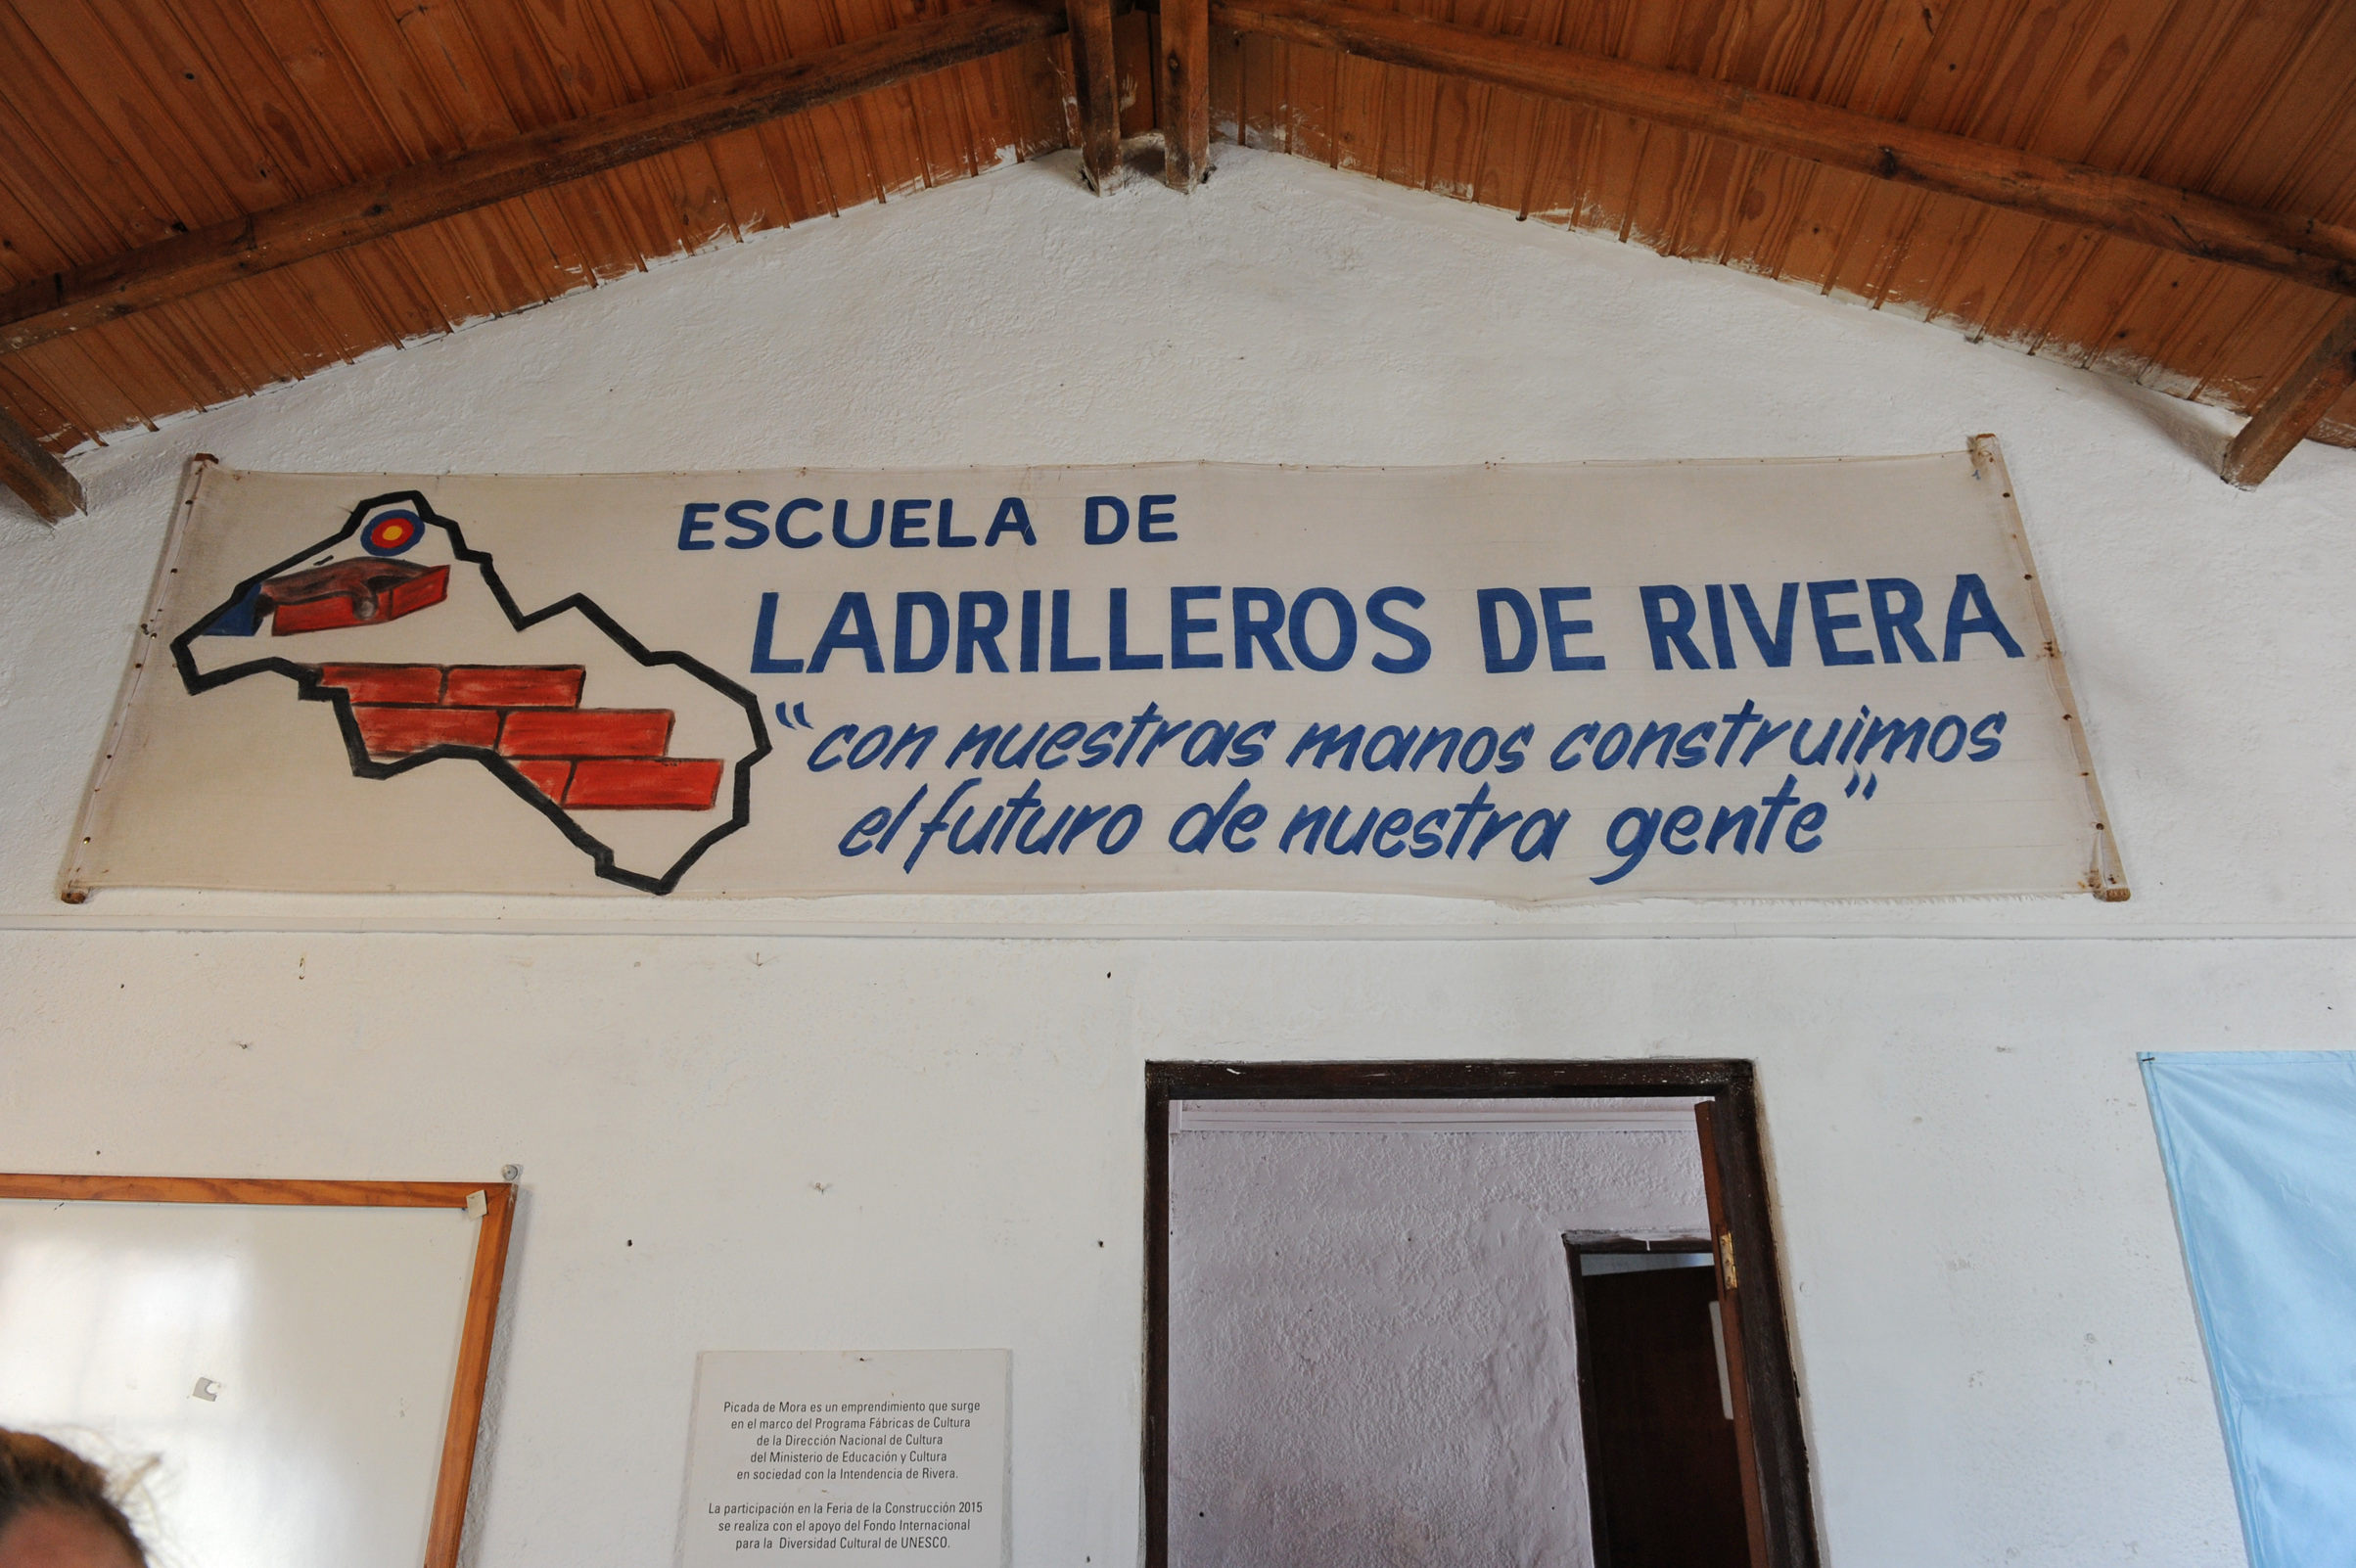 ESCUELA DE
LADRILLEROS DE RIVERA
"con nuestras manos construimos
el futuro de nuestra gente"
Picada de Mora es un emprendimiento que surge
en el marco del Programa Fábricas de Cultura
de la Dirección Nacional de Cultura
del Ministerio de Educación y Cultura
en sociedad con la Intendencia de Rivera.
La participación en la Feria de la Construcción 2015
se realiza con el apoyo del Fondo Internacional
para la Diversidad Cultural de UNESCO.